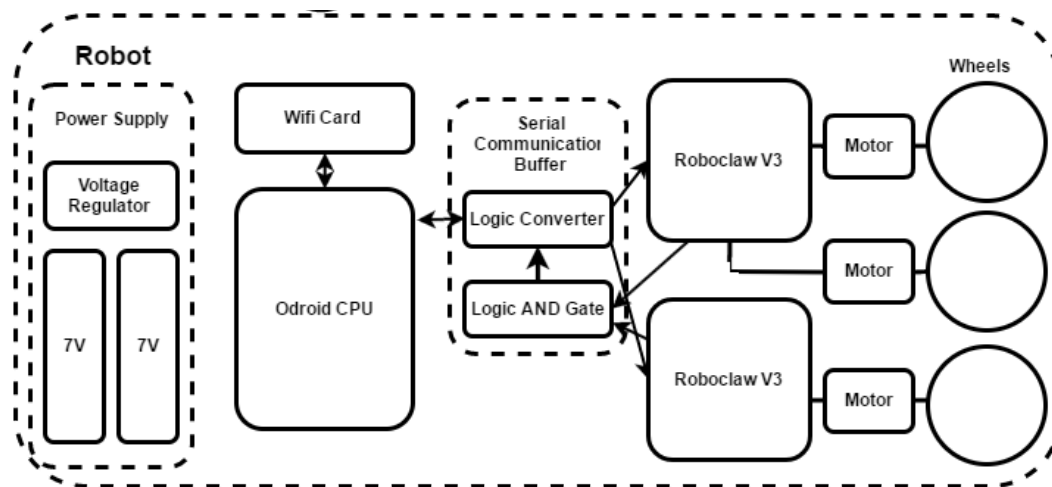 Robot
Power Supply
Voltage
Regulator
7V
7V
Wifi Card
Odroid CPU
Serial
Communication
Buffer
Logic Converter
Logic AND Gate
Roboclaw V3
Roboclaw V3
Motor
Motor
Motor
Wheels